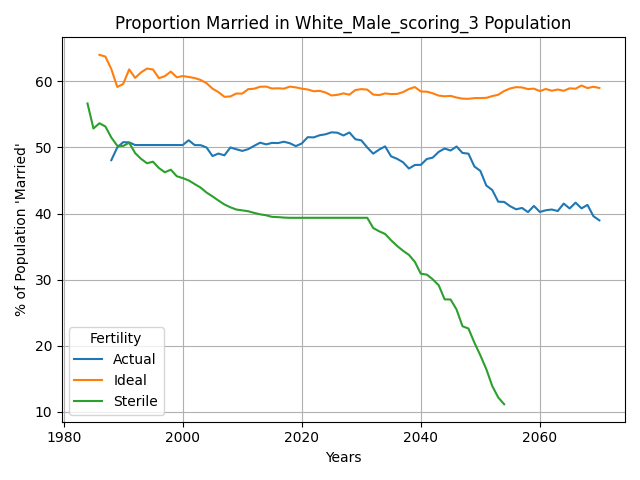 Proportion Married in White_Male_scoring_3 Population
% of Population 'Married'
60
50
40
30
20
10
Fertility
Actual
Ideal
Sterile
1980
2000
2020
2040
2060
Years